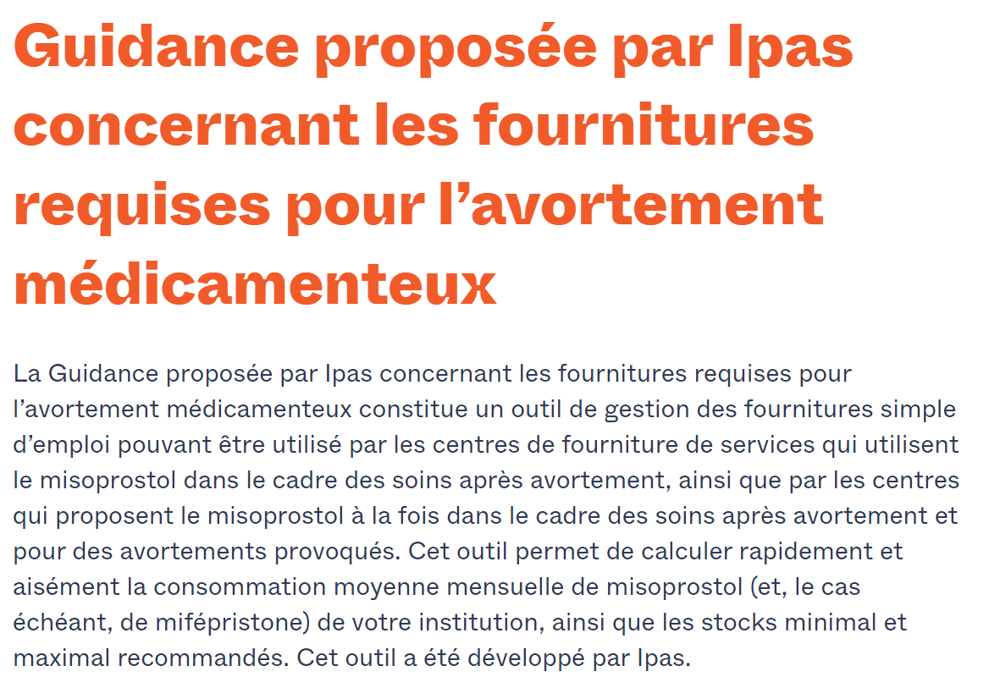 Guidance proposée par Ipas
concernant les fournitures
requises pour l’avortement
médicamenteux
La Guidance proposée par Ipas concernant les fournitures requises pour
l’avortement médicamenteux constitue un outil de gestion des fournitures simple
d’emploi pouvant être utilisé par les centres de fourniture de services qui utilisent
le misoprostol dans le cadre des soins après avortement, ainsi que par les centres
qui proposent le misoprostol à la fois dans le cadre des soins après avortement et
pour des avortements provoqués. Cet outil permet de calculer rapidement et
aisément la consommation moyenne mensuelle de misoprostol (et, le cas
échéant, de mifépristone) de votre institution, ainsi que les stocks minimal et
maximal recommandés. Cet outil a été développé par Ipas.